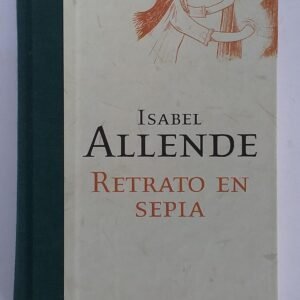 ISABEL
ALLENDE
RETRATO EN
SEPIA